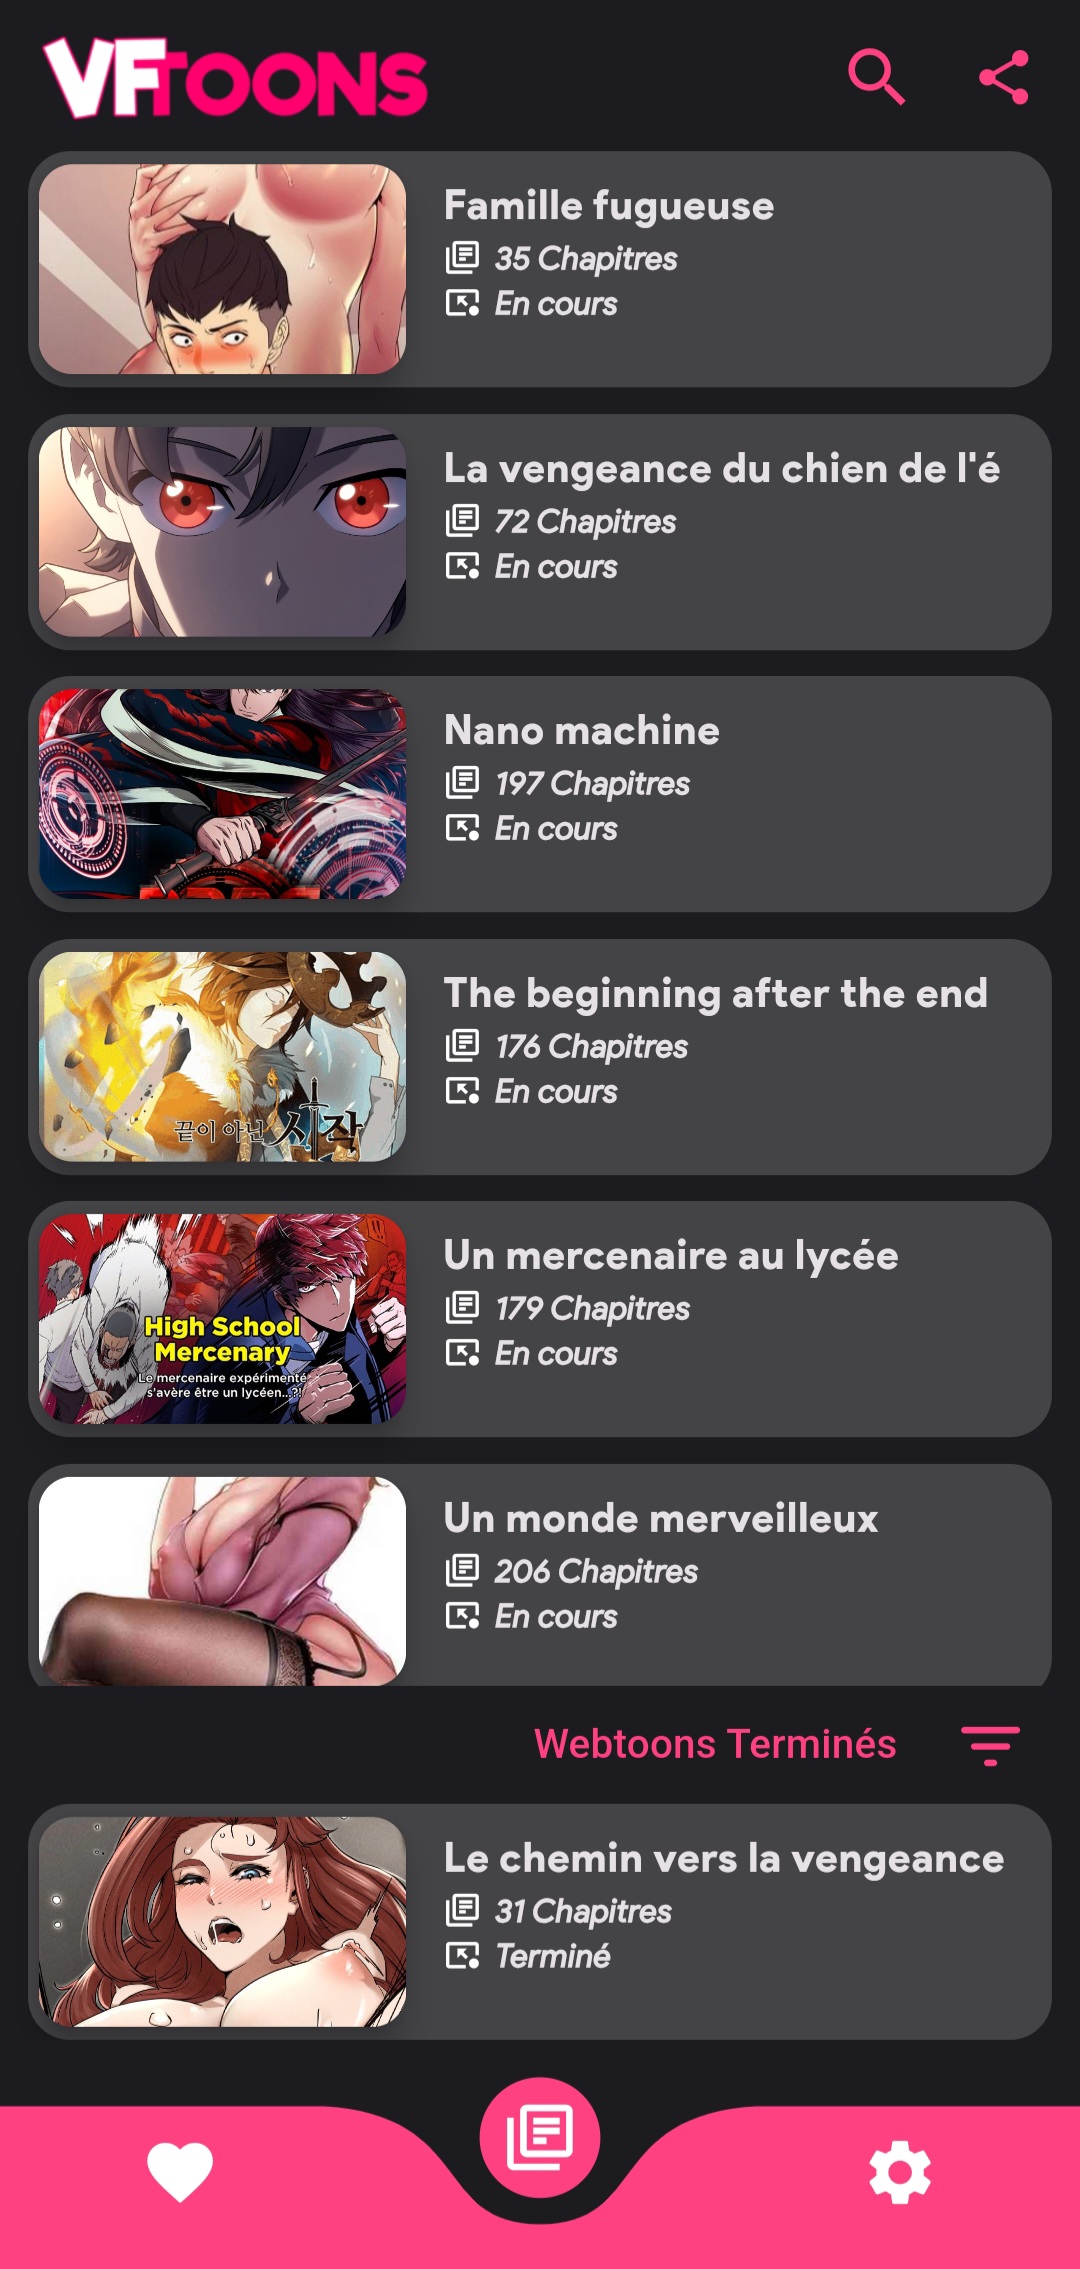 VFTOONS
Famille fugueuse
35 Chapitres
En cours
La vengeance du chien de l'é
72 Chapitres
En cours
Nano machine
197 Chapitres
En cours
The beginning after the end
176 Chapitres
En cours
끝이 아닌 시작
Un mercenaire au lycée
179 Chapitres
En cours
High School
Mercenary
Le mercenaire expérimenté
s'avère être un lycéen...?!
Un monde merveilleux
206 Chapitres
En cours
Webtoons Terminés
Le chemin vers la vengeance
31 Chapitres
Terminé